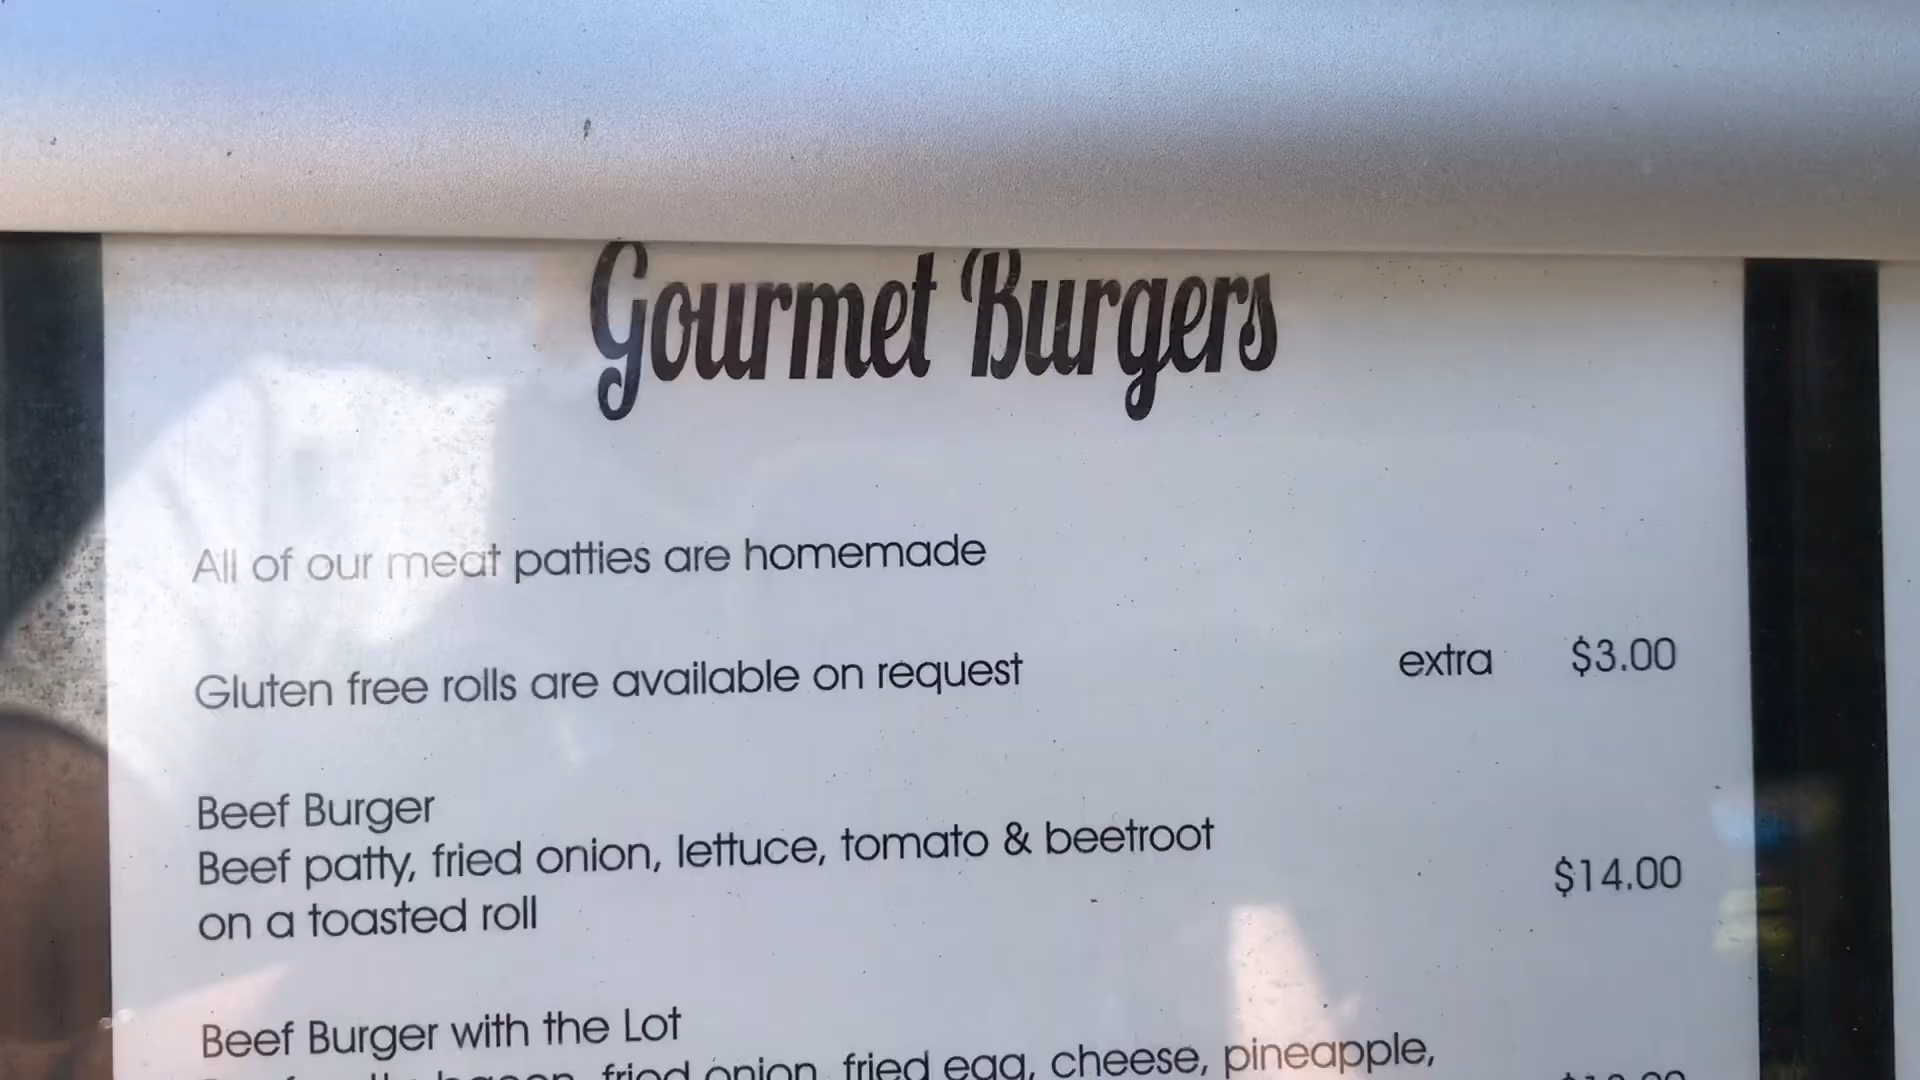 Gourmet Burgers
All of our meat patties are homemade
Gluten free rolls are available on request extra $3.00
Beef Burger
Beef patty, fried onion, lettuce, tomato & beetroot
$14.00
on a toasted roll
Beef Burger with the Lot
fried onion, fried egg, cheese, pineapple,